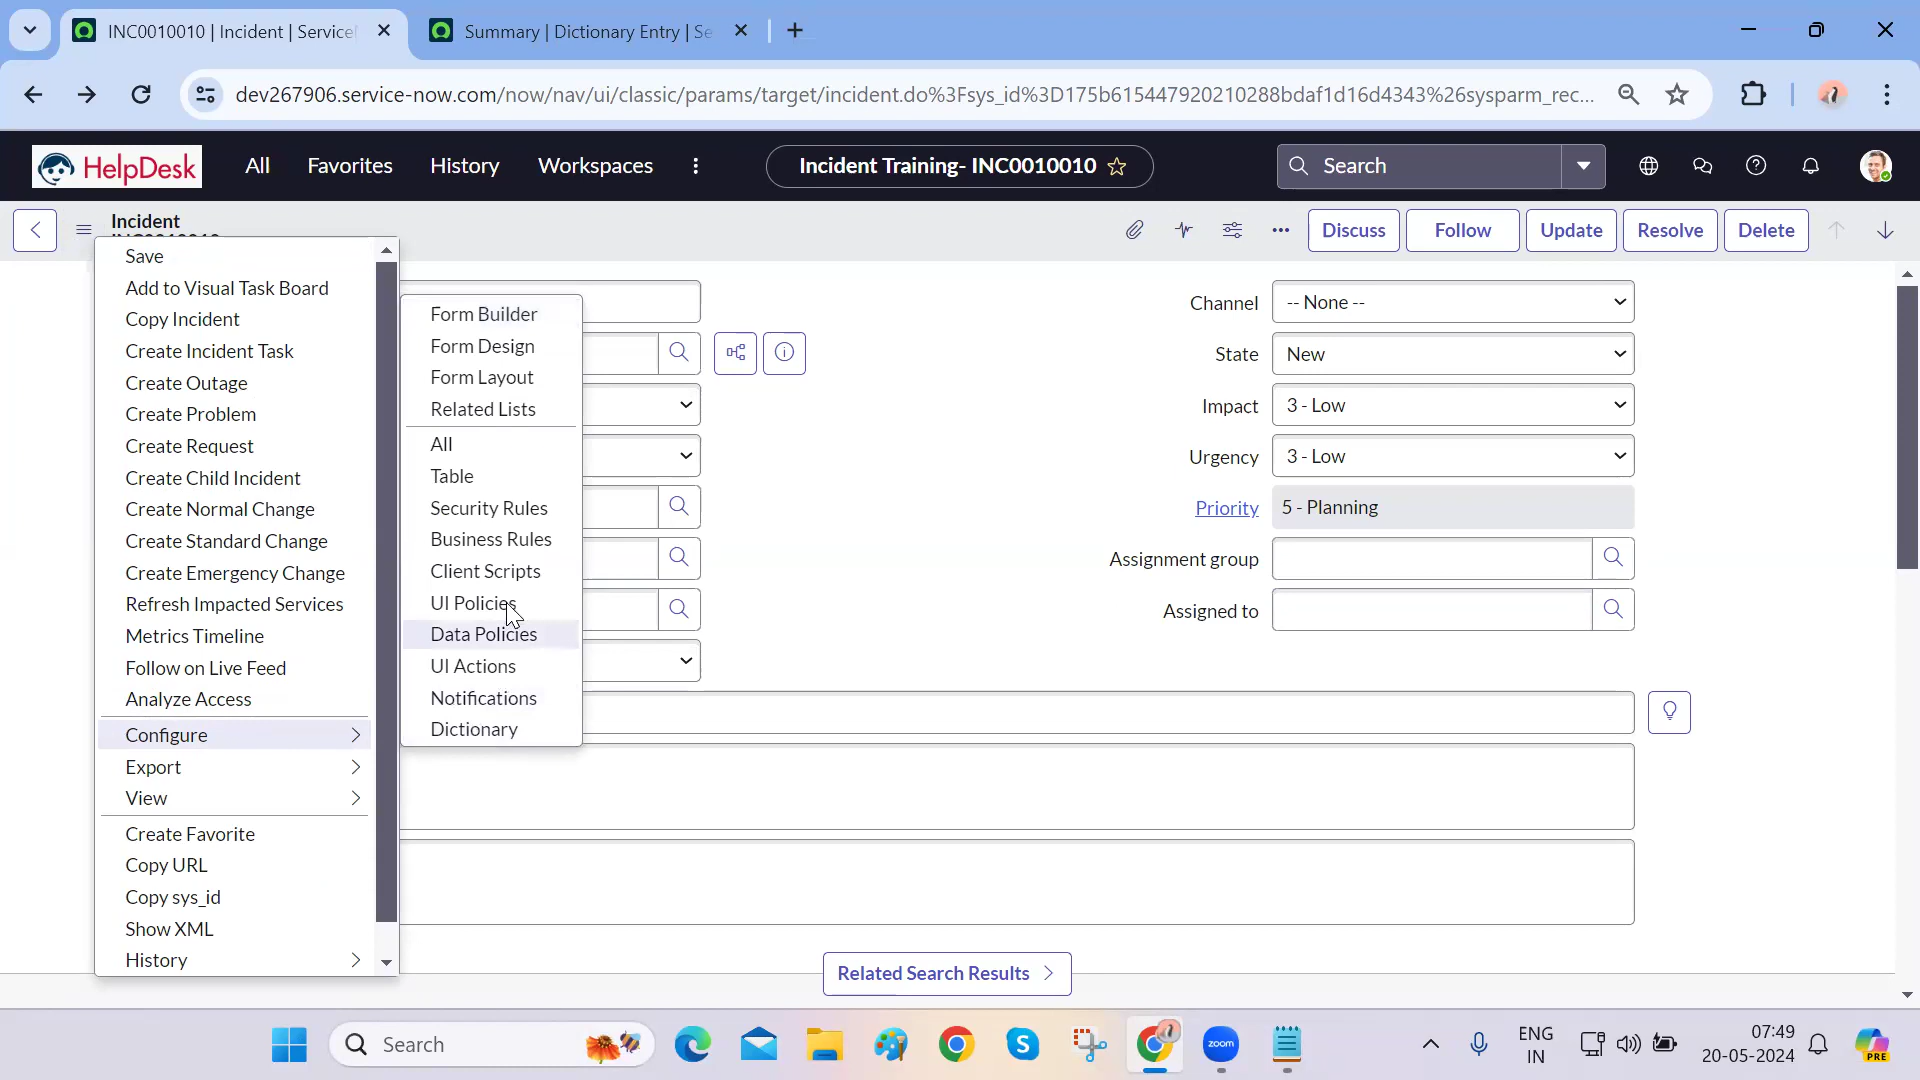 INC0010010 | Incident | Service
Summary | Dictionary Entry | Se
dev267906.service-now.com/now/nav/ui/classic/params/target/incident.do%3Fsys_id%3D175b615447920210288bdaf1d16d4343%26sysparm_rec...
HelpDesk
All
Favorites
History
Workspaces
Incident Training- INC0010010
Search
Incident
Discuss
Follow
Update
Resolve
Delete
Save
Add to Visual Task Board
Copy Incident
Create Incident Task
Create Outage
Create Problem
Create Request
Create Child Incident
Create Normal Change
Create Standard Change
Create Emergency Change
Refresh Impacted Services
Metrics Timeline
Follow on Live Feed
Analyze Access
Configure
Export
View
Create Favorite
Copy URL
Copy sys_id
Show XML
History
Form Builder
Form Design
Form Layout
Related Lists
All
Table
Security Rules
Business Rules
Client Scripts
UI Policies
Data Policies
UI Actions
Notifications
Dictionary
Channel
-- None --
State
New
Impact
3 - Low
Urgency
3 - Low
Priority
5 - Planning
Assignment group
Assigned to
Related Search Results
Search
zoom
ENG
IN
07:49
20-05-2024
PRE